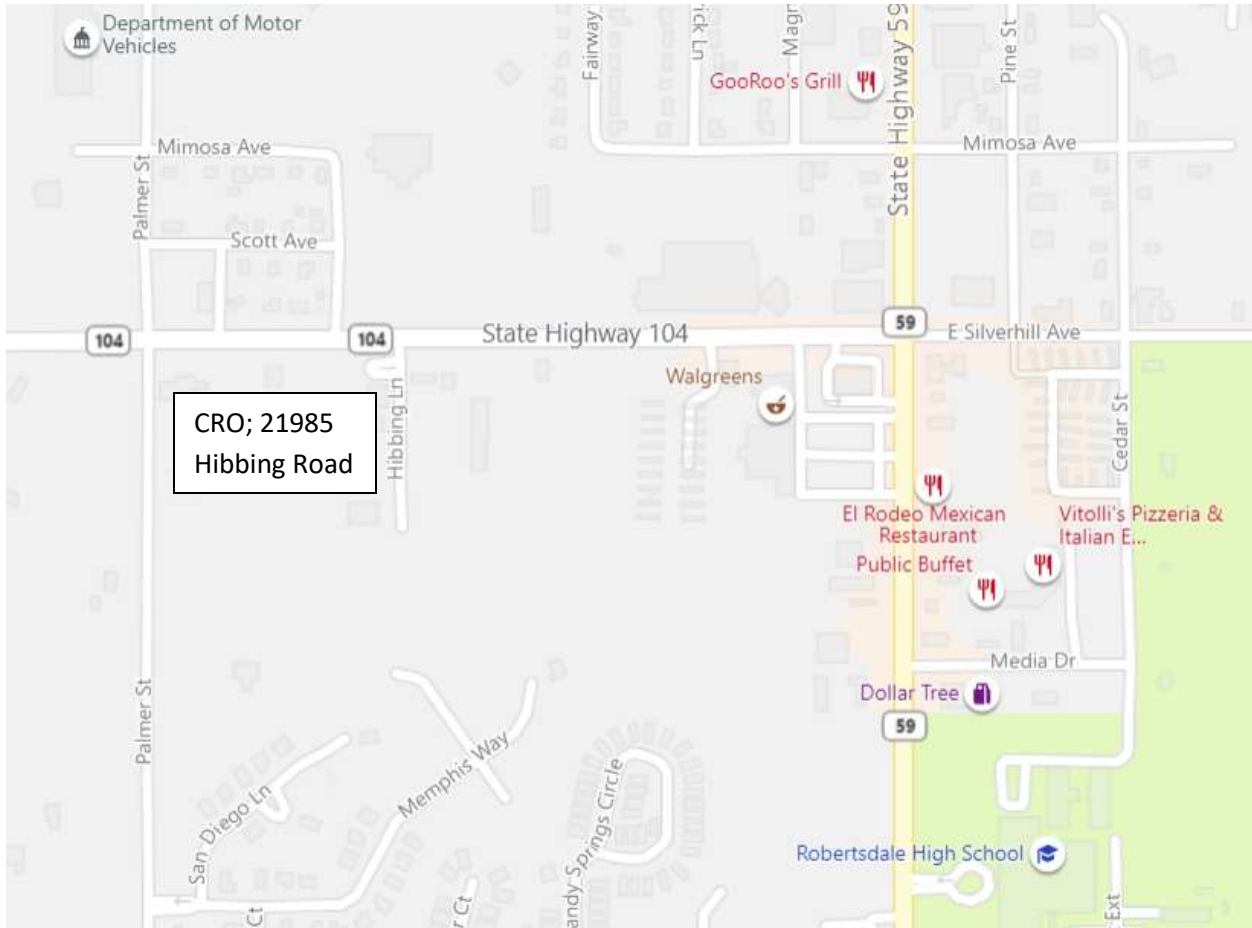 Department of Motor
Vehicles
Fairway
ick Ln
Magn
State Highway 59
Pine St
GooRoo's Grill
Mimosa Ave
Mimosa Ave
Palmer St
Scott Ave
104
104
State Highway 104
59
E Silverhill Ave
Walgreens
CRO; 21985
Hibbing Road
Hibbing Ln
Cedar St
El Rodeo Mexican
Restaurant
Vitolli's Pizzeria &
Italian E...
Public Buffet
Media Dr
Dollar Tree
59
Palmer St
Memphis Way
San Diego Ln
andy Springs Circle
Robertsdale High School
Ct
r Ct
Ext